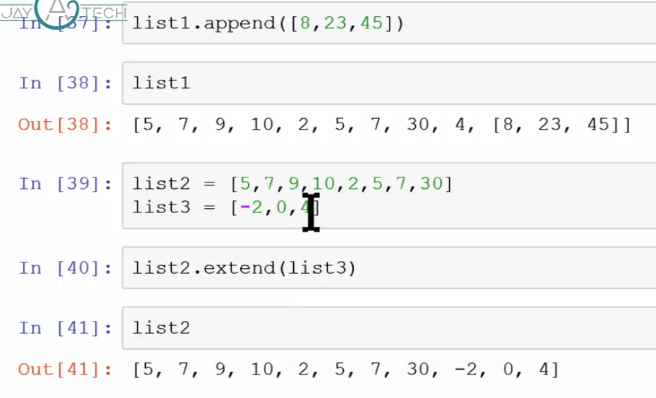 JAY TECH
In [37]: list1.append([8,23,45])
In [38]: list1
Out[38]: [5, 7, 9, 10, 2, 5, 7, 30, 4, [8, 23, 45]]
In [39]: list2 = [5,7,9,10,2,5,7,30]
list3 = [-2,0,4]
In [40]: list2.extend(list3)
In [41]: list2
Out[41]: [5, 7, 9, 10, 2, 5, 7, 30, -2, 0, 4]